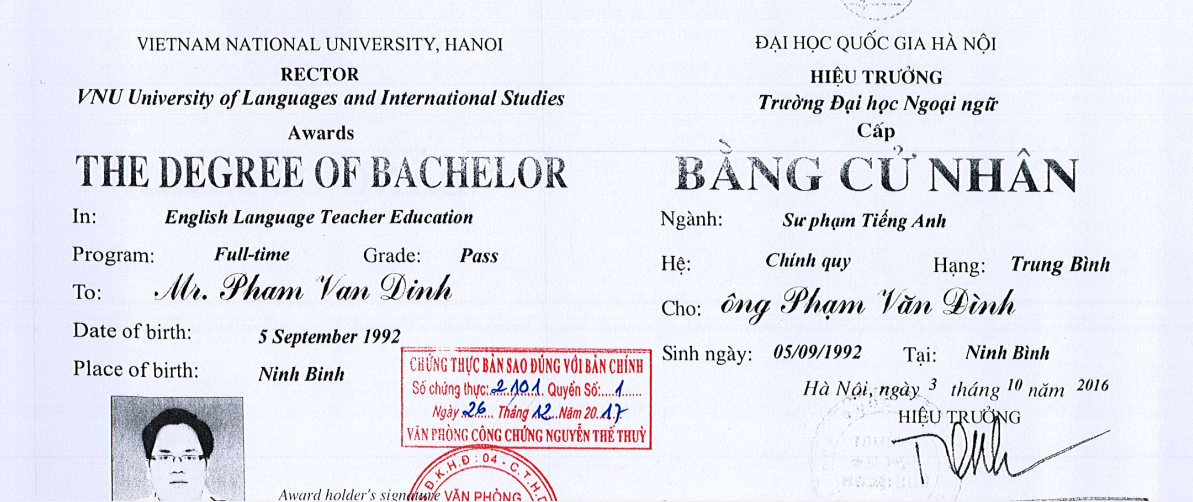 VIETNAM NATIONAL UNIVERSITY, HANOI
RECTOR
VNU University of Languages and International Studies
Awards
THE DEGREE OF BACHELOR
In: English Language Teacher Education
Program: Full-time Grade: Pass
To: Mr. Pham Van Dinh
Date of birth: 5 September 1992
Place of birth: Ninh Binh
Award holder's signature
ĐẠI HỌC QUỐC GIA HÀ NỘI
HIỆU TRƯỞNG
Trường Đại học Ngoại ngữ
Cấp
BẰNG CỬ NHÂN
Ngành: Sư phạm Tiếng Anh
Hệ: Chính quy Hạng: Trung Bình
Cho: ông Phạm Văn Đình
Sinh ngày: 05/09/1992 Tại: Ninh Bình
Hà Nội, ngày 3 tháng 10 năm 2016
HIỆU TRƯỞNG
CHỨNG THỰC BẢN SAO ĐÚNG VỚI BẢN CHÍNH
Số chứng thực: 2.101. Quyển Số: 1
Ngày 26 Tháng 12 Năm 20.17
VĂN PHÒNG CÔNG CHỨNG NGUYỄN THẾ THUỲ
Đ.K.H.Đ: 04 - C.T.H.D
VĂN PHÒNG